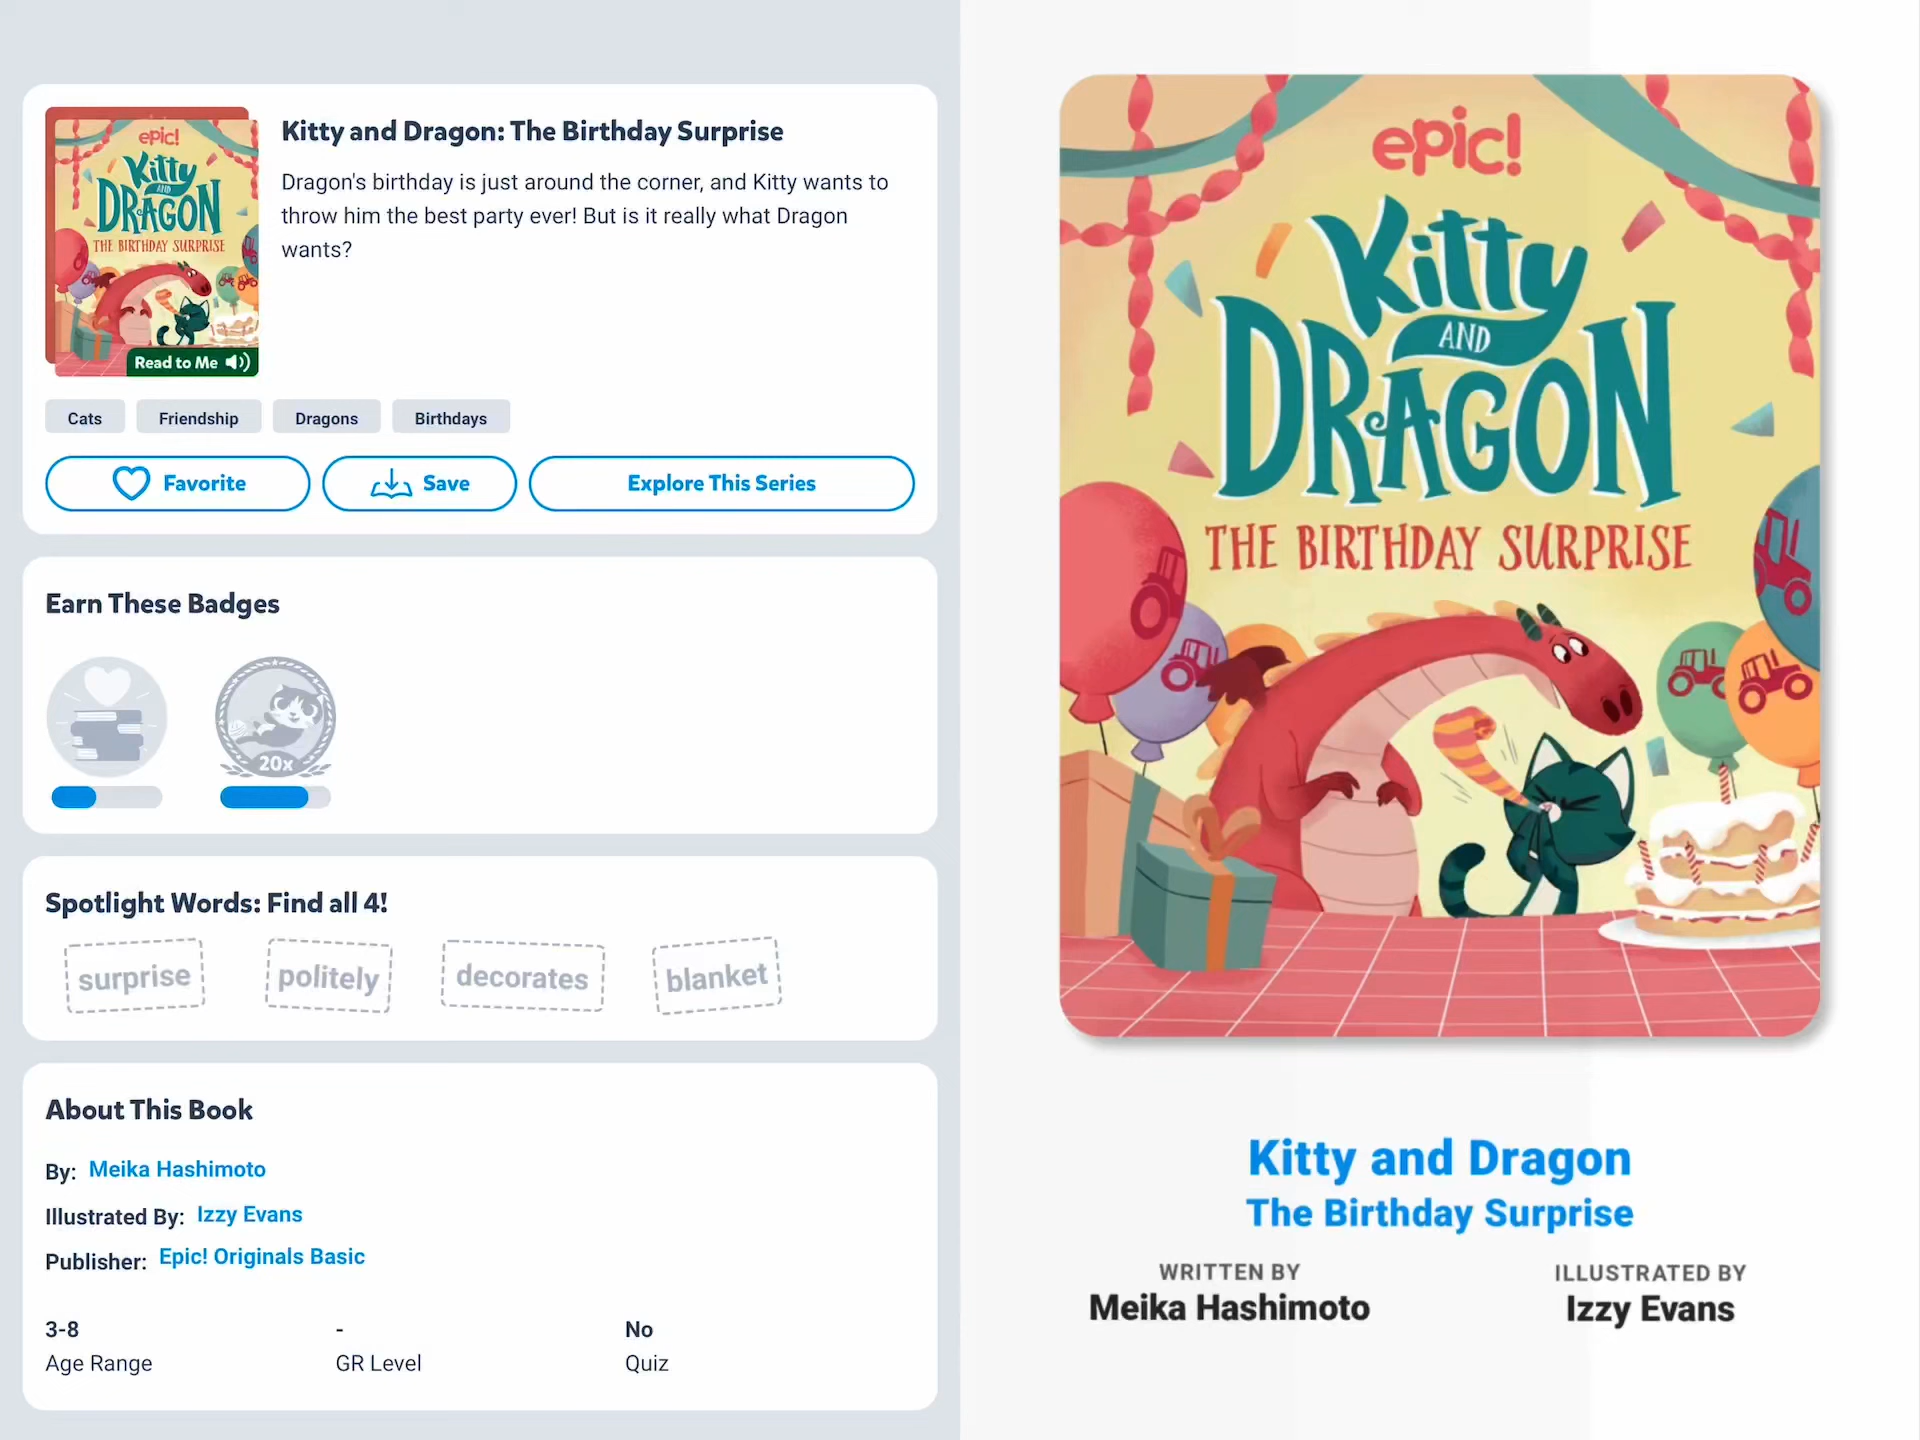 epic!
Kitty
AND
DRAGON
THE BIRTHDAY SURPRISE
Read to Me
Kitty and Dragon: The Birthday Surprise
Dragon's birthday is just around the corner, and Kitty wants to
throw him the best party ever! But is it really what Dragon
wants?
Cats
Friendship
Dragons
Birthdays
Favorite
Save
Explore This Series
Earn These Badges
20x
Spotlight Words: Find all 4!
surprise
politely
decorates
blanket
About This Book
By: Meika Hashimoto
Illustrated By: Izzy Evans
Publisher: Epic! Originals Basic
3-8
-
No
Age Range
GR Level
Quiz
epic!
Kitty
AND
DRAGON
THE BIRTHDAY SURPRISE
Kitty and Dragon
The Birthday Surprise
WRITTEN BY
Meika Hashimoto
ILLUSTRATED BY
Izzy Evans